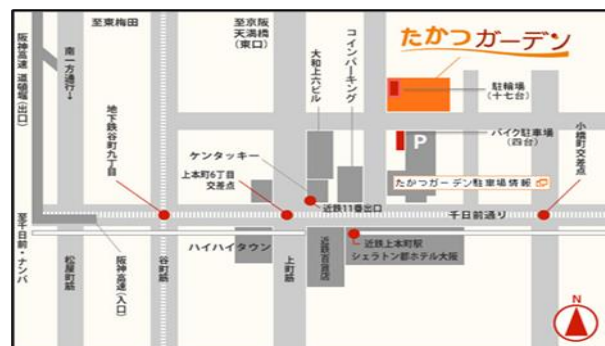 至東梅田
至京阪
天満橋
(東口)
阪神高速 道頓堀(出口)
南一方通行→
大和上六ビル
コインパーキング
たかつガーデン
駐輪場
(十七台)
地下鉄谷町九丁目
ケンタッキー
上本町6丁目
交差点
P
バイク駐車場
(四台)
小橋町交差点
たかつガーデン駐車場情報
近鉄11番出口
千日前通り
至千日前・ナンバ
阪神高速(入口)
松屋町筋
谷町筋
ハイハイタウン
上町筋
近鉄百貨店
近鉄上本町駅
シェラトン都ホテル大阪
N